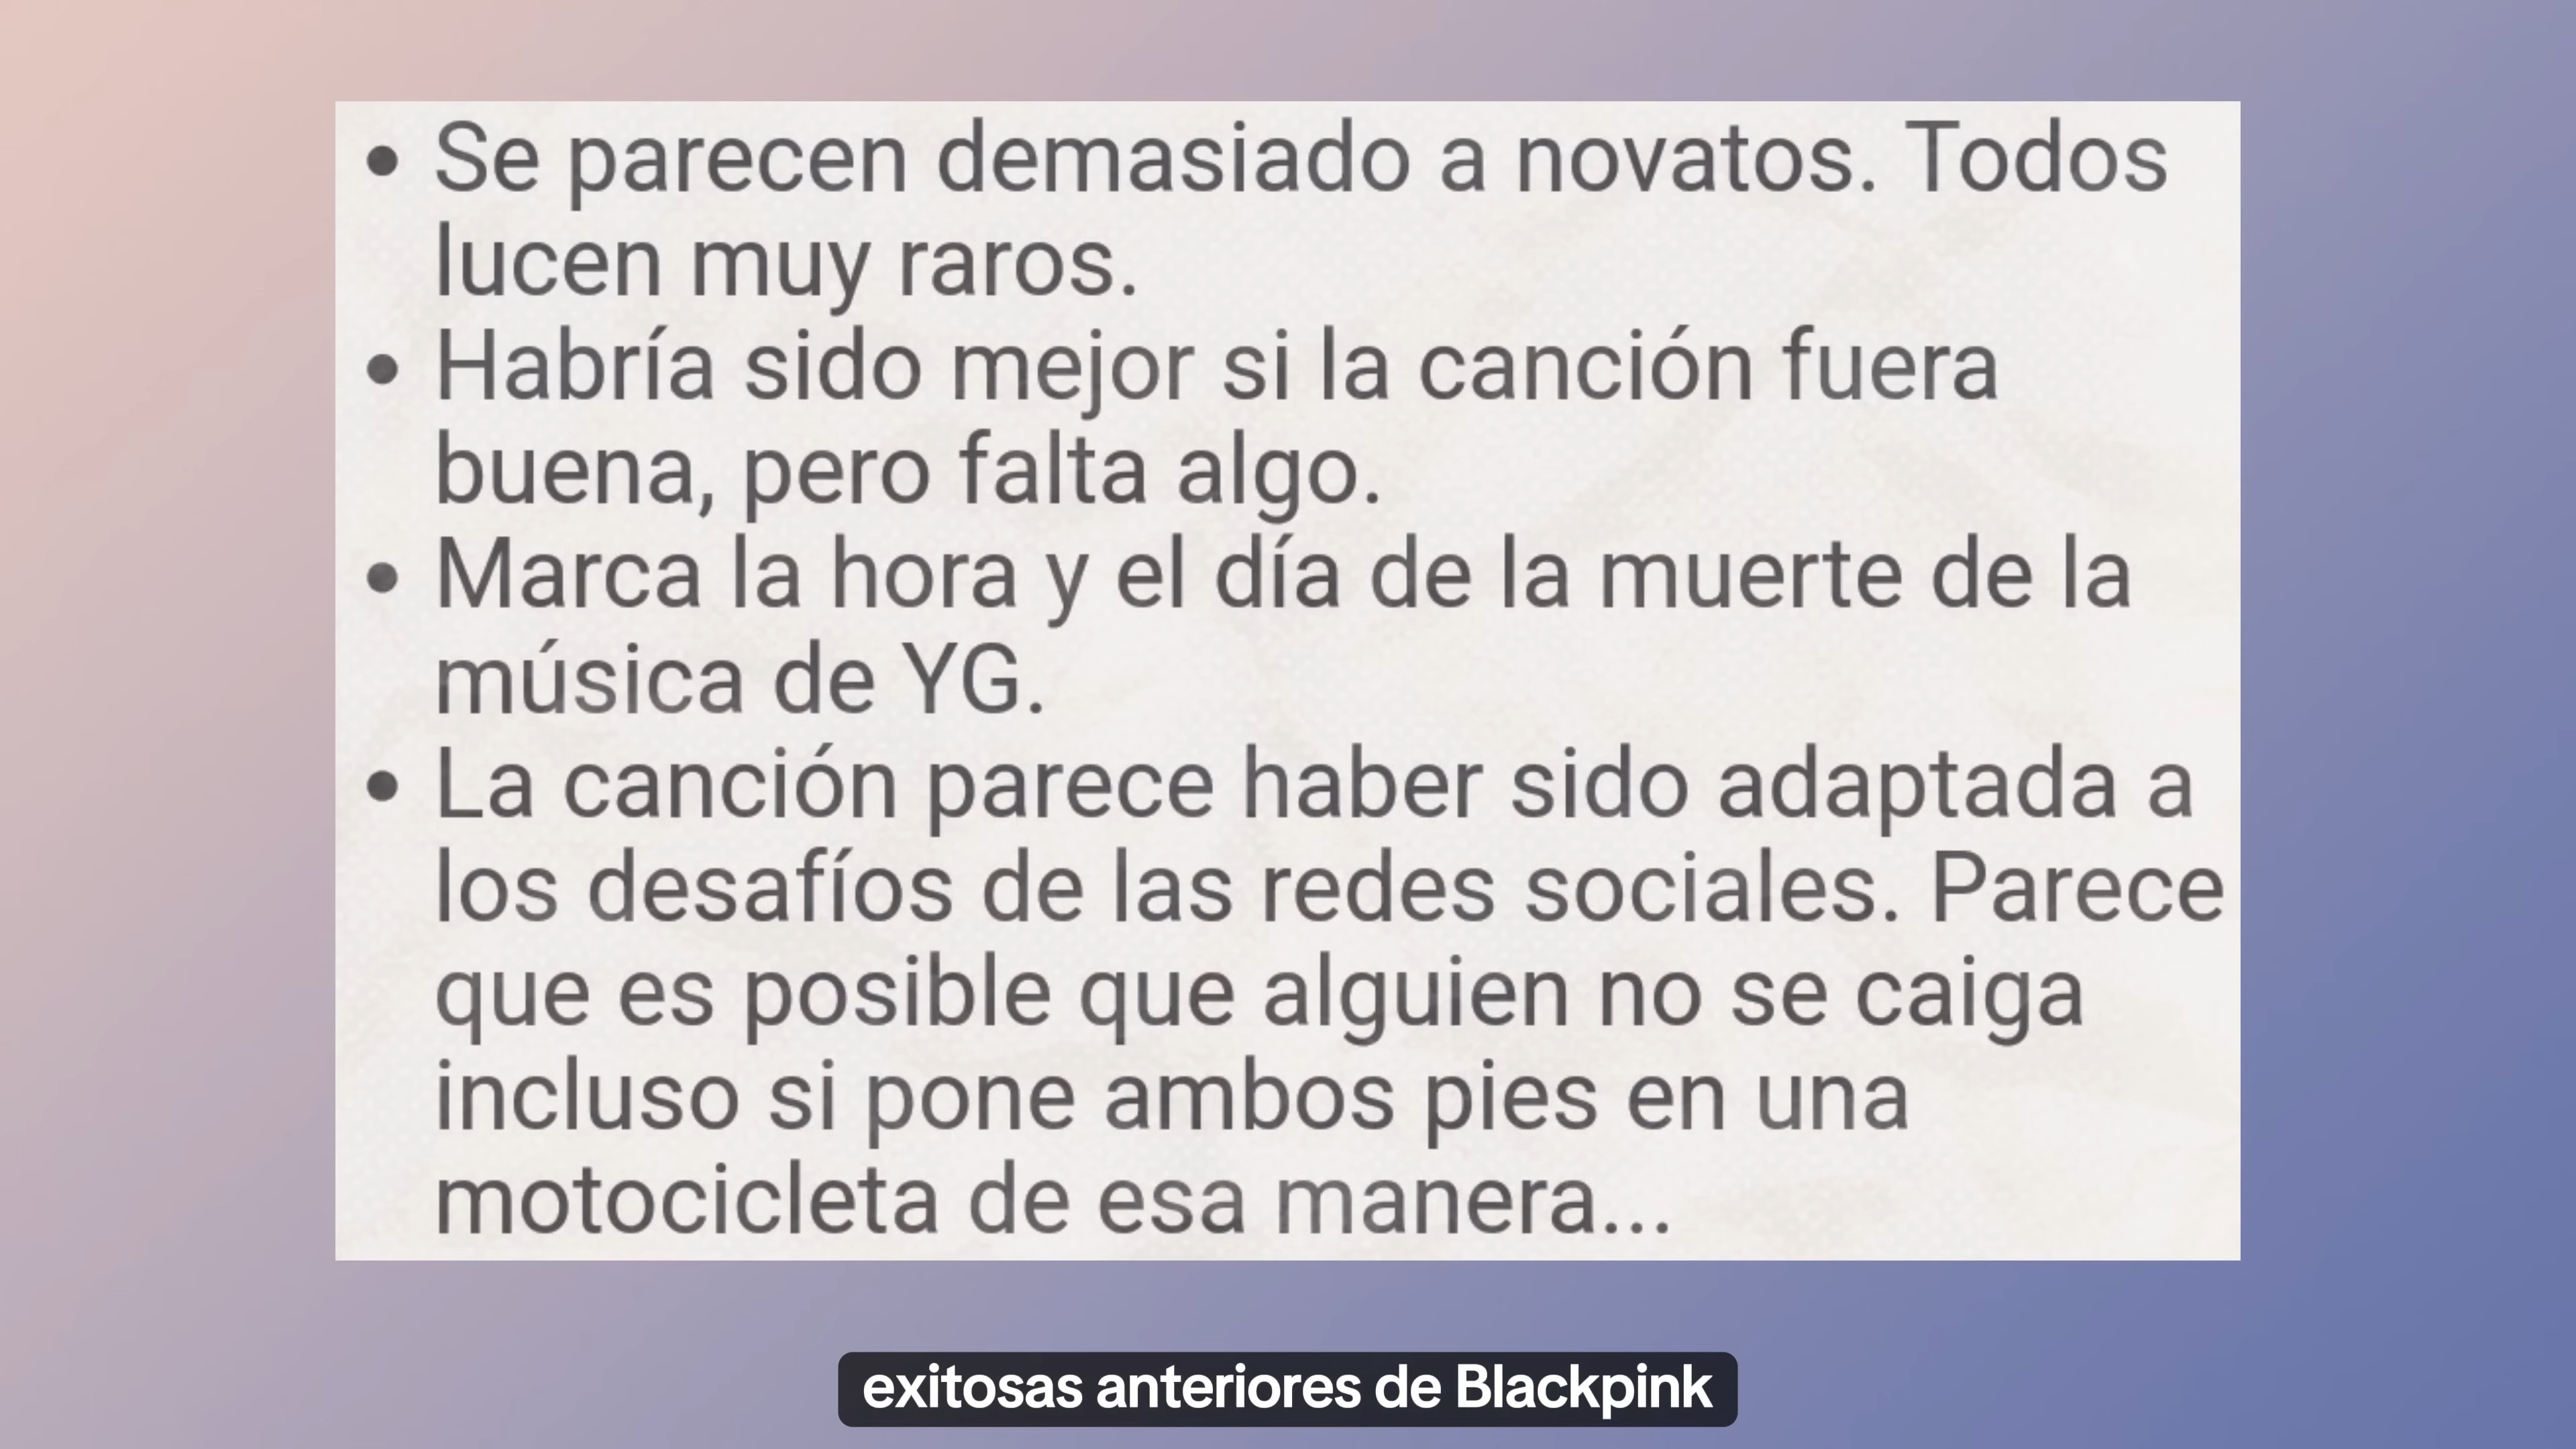 • Se parecen demasiado a novatos. Todos
lucen muy raros.
• Habría sido mejor si la canción fuera
buena, pero falta algo.
• Marca la hora y el día de la muerte de la
música de YG.
• La canción parece haber sido adaptada a
los desafíos de las redes sociales. Parece
que es posible que alguien no se caiga
incluso si pone ambos pies en una
motocicleta de esa manera...
exitosas anteriores de Blackpink